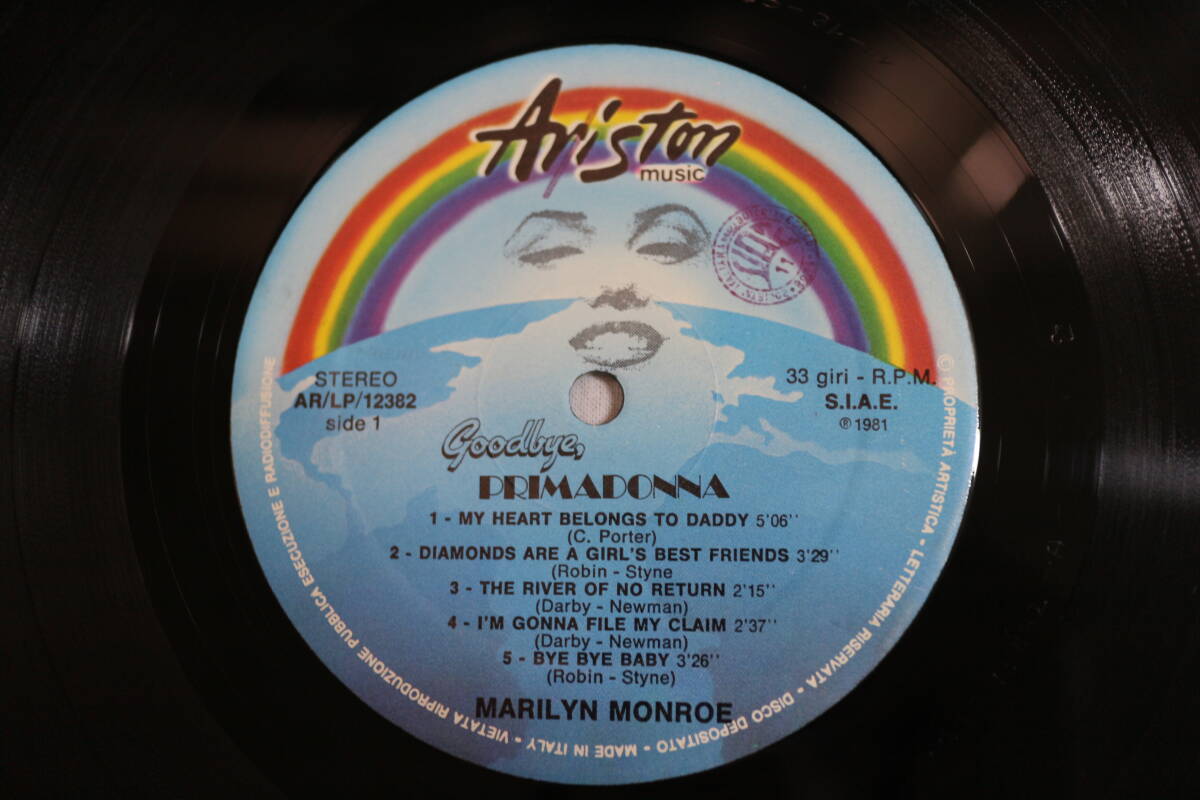 Ariston
music
STEREO
AR/LP/12382
side 1
33 giri - R.P.M.
S.I.A.E.
℗ 1981
Goodbye,
PRIMADONNA
1 - MY HEART BELONGS TO DADDY 5'06''
(C. Porter)
2 - DIAMONDS ARE A GIRL'S BEST FRIENDS 3'29''
(Robin - Styne
3 - THE RIVER OF NO RETURN 2'15''
(Darby - Newman)
4 - I'M GONNA FILE MY CLAIM 2'37''
(Darby - Newman)
5 - BYE BYE BABY 3'26''
(Robin - Styne)
MARILYN MONROE
© PROPRIETÀ ARTISTICA - LETTERARIA RISERVATA - DISCO DEPOSITATO - MADE IN ITALY - VIETATA RIPRODUZIONE PUBBLICA ESECUZIONE E RADIODIFFUSIONE